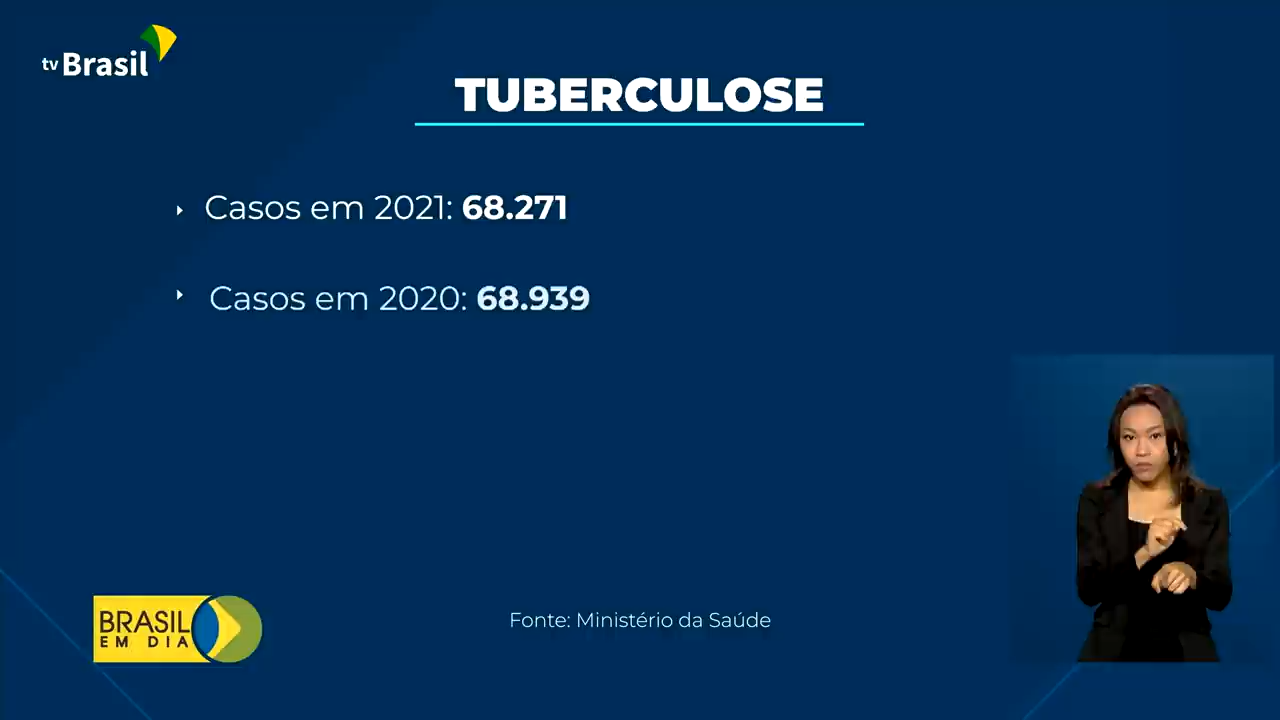 tv Brasil
TUBERCULOSE
Casos em 2021: 68.271
Casos em 2020: 68.939
BRASIL
EM DIA
Fonte: Ministério da Saúde